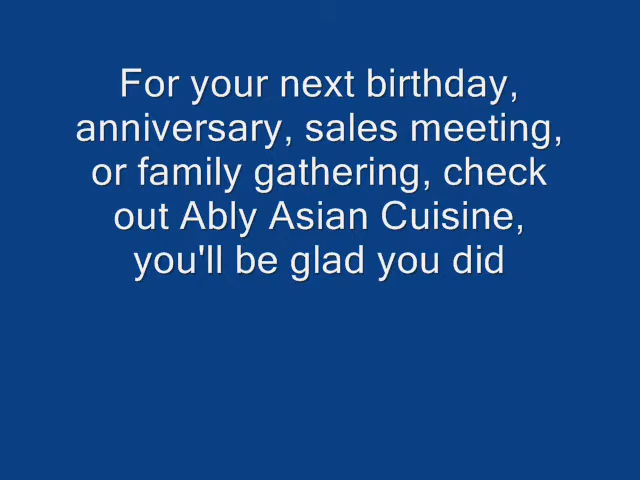 For your next birthday,
anniversary, sales meeting,
or family gathering, check
out Ably Asian Cuisine,
you'll be glad you did